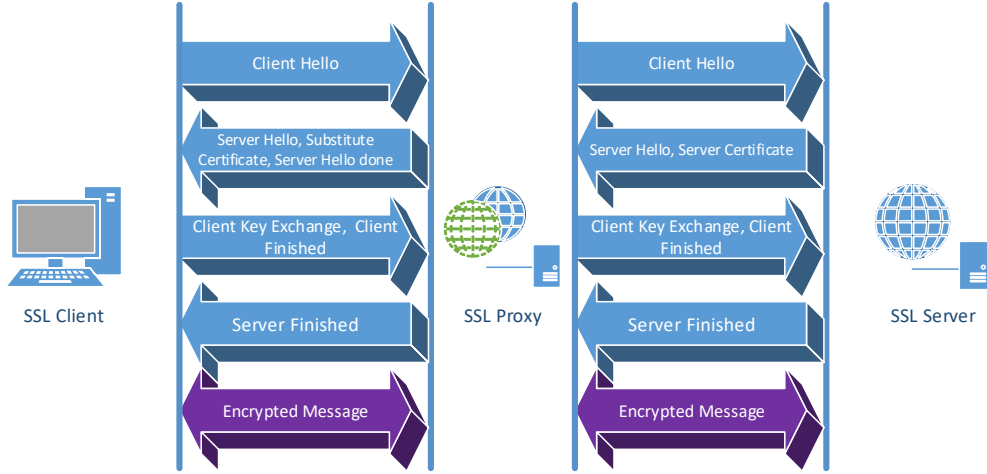 Client Hello
Client Hello
Server Hello, Substitute
Certificate, Server Hello done
Server Hello, Server Certificate
Client Key Exchange, Client
Finished
Client Key Exchange, Client
Finished
SSL Client
Server Finished
SSL Proxy
Server Finished
SSL Server
Encrypted Message
Encrypted Message